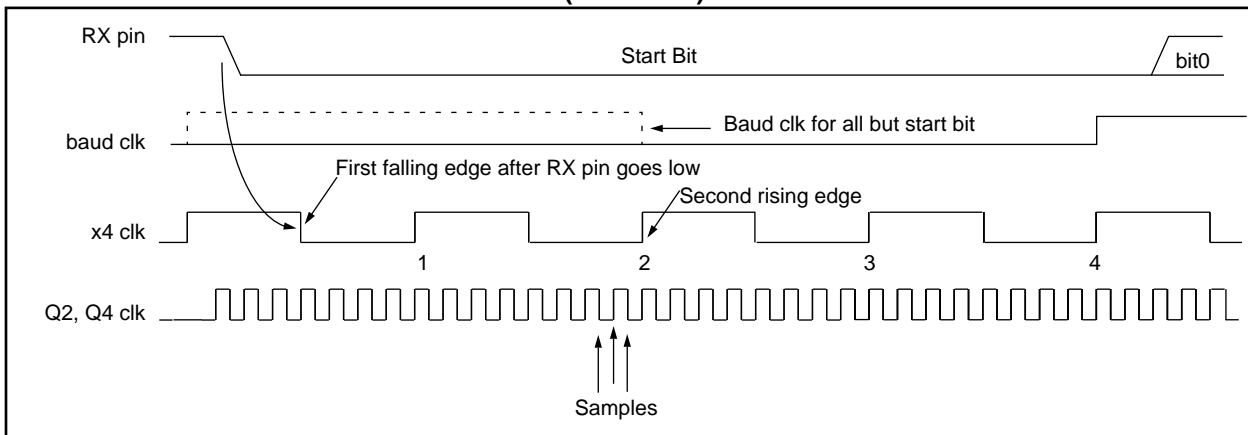 RX pin
Start Bit
bit0
baud clk
Baud clk for all but start bit
First falling edge after RX pin goes low
Second rising edge
x4 clk
1 2 3 4
Q2, Q4 clk
Samples